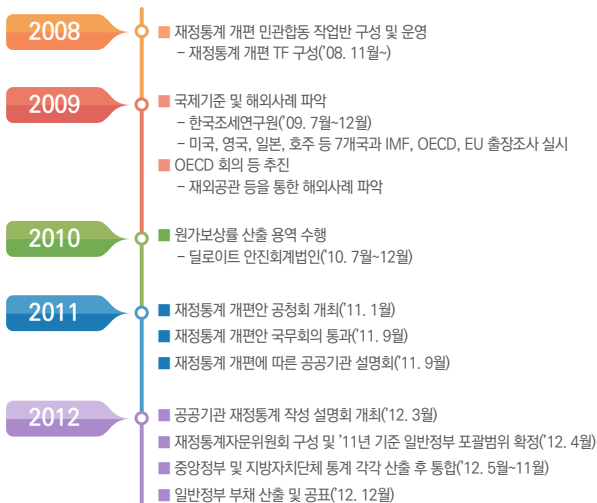 2008
■ 재정통계 개편 민관합동 작업반 구성 및 운영
- 재정통계 개편 TF 구성('08. 11월~)
2009
■ 국제기준 및 해외사례 파악
- 한국조세연구원('09. 7월~12월)
- 미국, 영국, 일본, 호주 등 7개국과 IMF, OECD, EU 출장조사 실시
■ OECD 회의 등 추진
- 재외공관 등을 통한 해외사례 파악
2010
■ 원가보상률 산출 용역 수행
- 딜로이트 안진회계법인('10. 7월~12월)
2011
■ 재정통계 개편안 공청회 개최('11. 1월)
■ 재정통계 개편안 국무회의 통과('11. 9월)
■ 재정통계 개편에 따른 공공기관 설명회('11. 9월)
2012
■ 공공기관 재정통계 작성 설명회 개최('12. 3월)
■ 재정통계자문위원회 구성 및 '11년 기준 일반정부 포괄범위 확정('12. 4월)
■ 중앙정부 및 지방자치단체 통계 각각 산출 후 통합('12. 5월~11월)
■ 일반정부 부채 산출 및 공표('12. 12월)